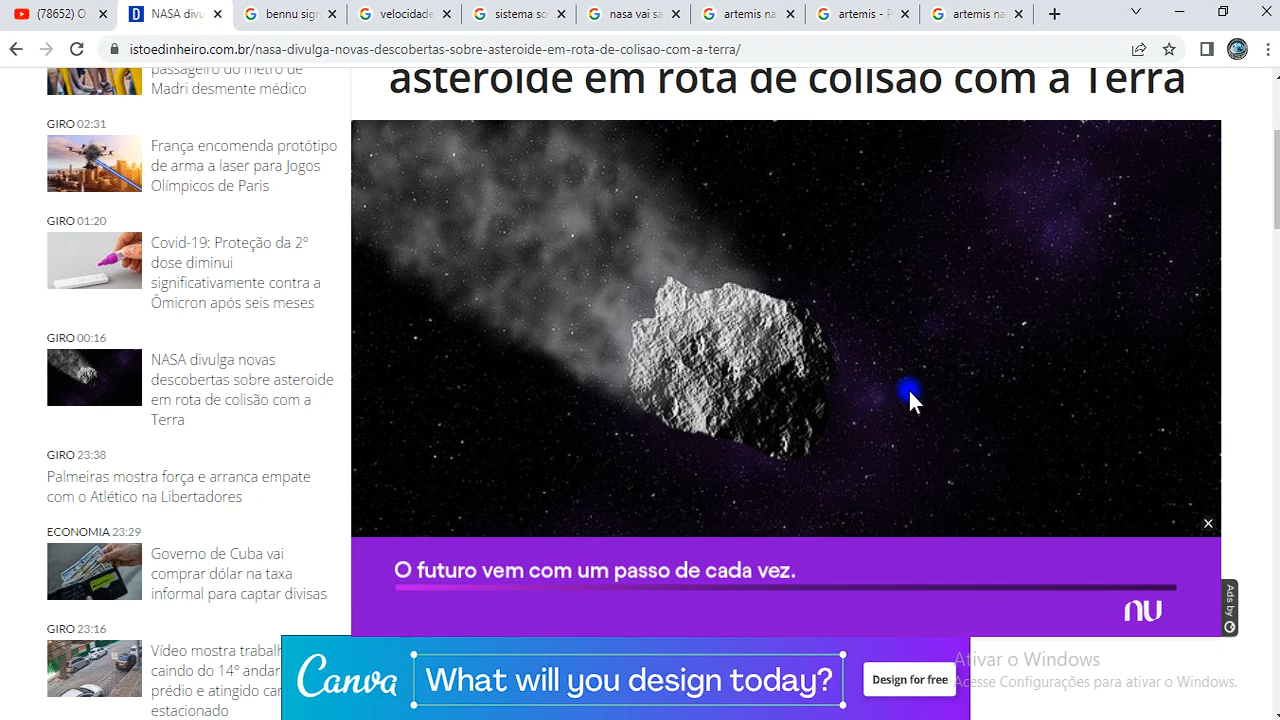 (78652) O
NASA divu
bennu sign
velocidade
sistema so
nasa vai sa
artemis na
artemis - P
artemis na
istoedinheiro.com.br/nasa-divulga-novas-descobertas-sobre-asteroide-em-rota-de-colisao-com-a-terra/
passageiro do metrô de
Madri desmente médico
GIRO 02:31
França encomenda protótipo
de arma a laser para Jogos
Olímpicos de Paris
GIRO 01:20
Covid-19: Proteção da 2º
dose diminui
significativamente contra a
Ômicron após seis meses
GIRO 00:16
NASA divulga novas
descobertas sobre asteroide
em rota de colisão com a
Terra
GIRO 23:38
Palmeiras mostra força e arranca empate
com o Atlético na Libertadores
ECONOMIA 23:29
Governo de Cuba vai
comprar dólar na taxa
informal para captar divisas
GIRO 23:16
Vídeo mostra trabalh
caindo do 14º andar
prédio e atingid car
estacionado
asteroide em rota de colisão com a Terra
O futuro vem com um passo de cada vez.
nu
Ads by
Canva
What will you design today?
Design for free
Ativar o Windows
Acesse Configurações para ativar o Windows.